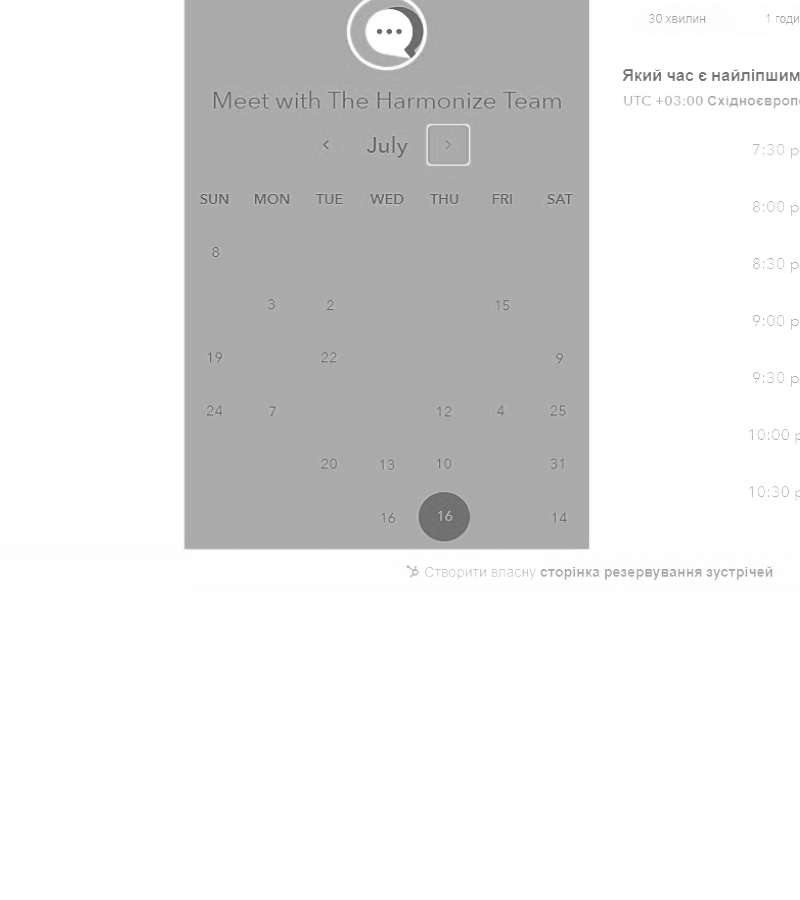 30 хвилин 1 годи
Який час є найліпшим
UTC +03:00 Східноєвропе
Meet with The Harmonize Team
July
SUN MON TUE WED THU FRI SAT
8
3 2 15
19 22 9
24 7 12 4 25
20 13 10 31
16 16 14
7:30 p
8:00 p
8:30 p
9:00 p
9:30 p
10:00 p
10:30 p
Створити власну сторінка резервування зустрічей